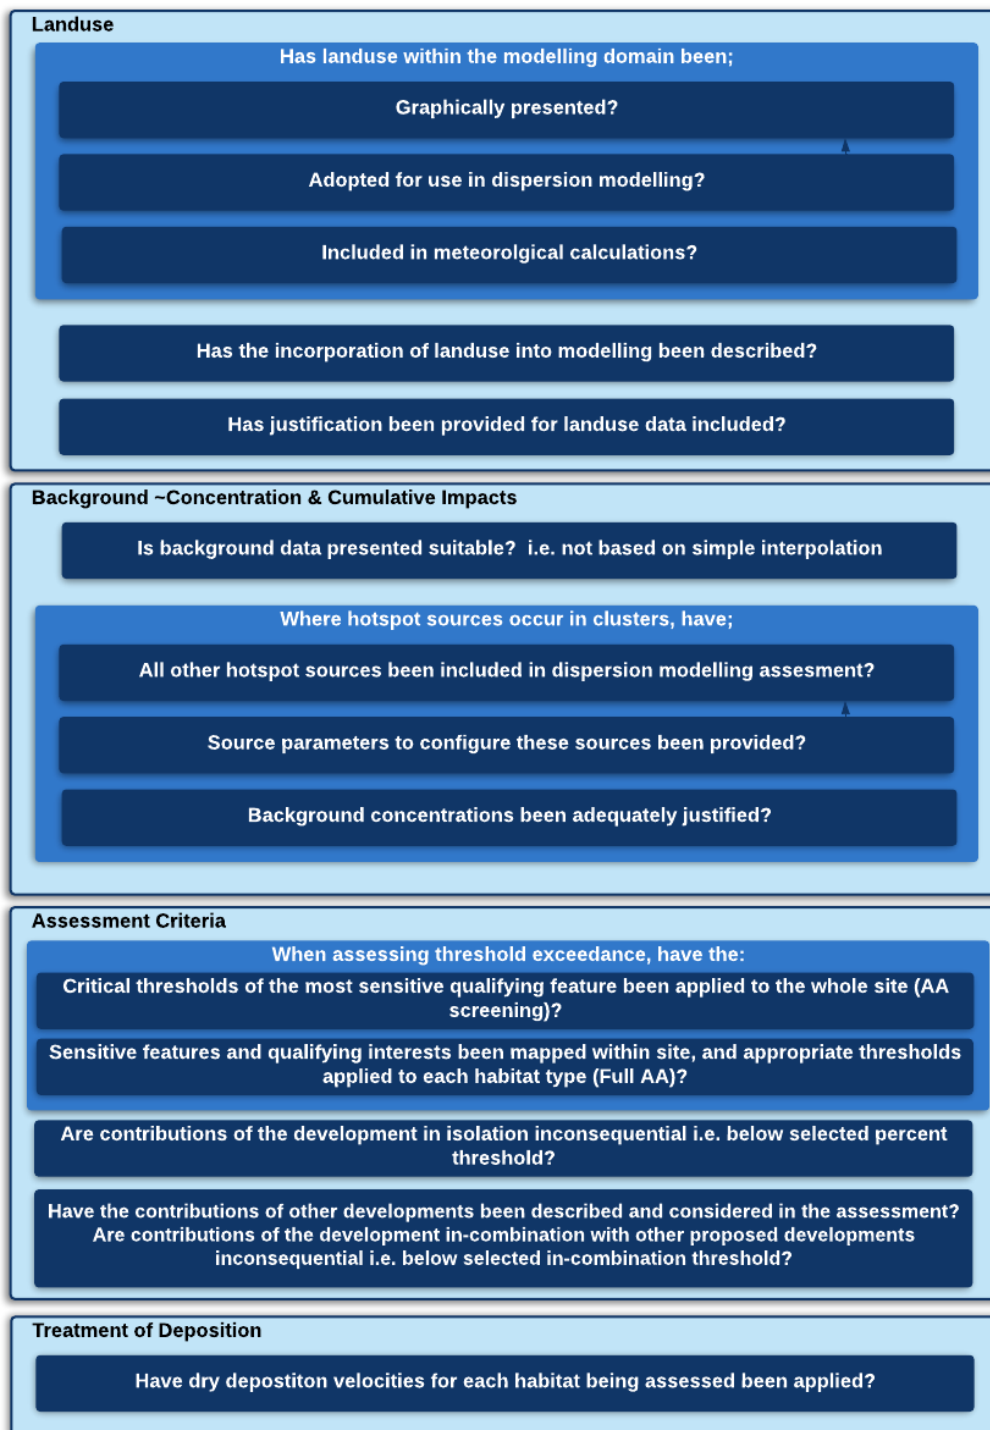 Landuse
Has landuse within the modelling domain been;
Graphically presented?
Adopted for use in dispersion modelling?
Included in meteorolgical calculations?
Has the incorporation of landuse into modelling been described?
Has justification been provided for landuse data included?
Background ~Concentration & Cumulative Impacts
Is background data presented suitable?  i.e. not based on simple interpolation
Where hotspot sources occur in clusters, have;
All other hotspot sources been included in dispersion modelling assesment?
Source parameters to configure these sources been provided?
Background concentrations been adequately justified?
Assessment Criteria
When assessing threshold exceedance, have the:
Critical thresholds of the most sensitive qualifying feature been applied to the whole site (AA
screening)?
Sensitive features and qualifying interests been mapped within site, and appropriate thresholds
applied to each habitat type (Full AA)?
Are contributions of the development in isolation inconsequential i.e. below selected percent
threshold?
Have the contributions of other developments been described and considered in the assessment?
Are contributions of the development in-combination with other proposed developments
inconsequential i.e. below selected in-combination threshold?
Treatment of Deposition
Have dry depostiton velocities for each habitat being assessed been applied?